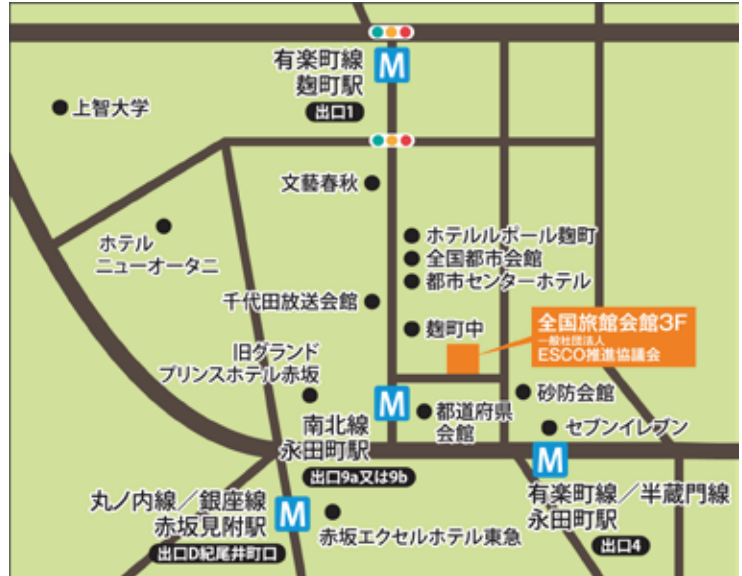 有楽町線
麹町駅
出口1
上智大学
文藝春秋
ホテル
ニューオータニ
ホテルルポール麹町
全国都市会館
都市センターホテル
千代田放送会館
麹町中
全国旅館会館3F
一般社団法人
ESCO推進協議会
旧グランド
プリンスホテル赤坂
砂防会館
都道府県
会館
セブンイレブン
南北線
永田町駅
出口9a又は9b
丸ノ内線/銀座線
赤坂見附駅
出口D紀尾井町口
赤坂エクセルホテル東急
有楽町線/半蔵門線
永田町駅
出口4
M
M
M
M